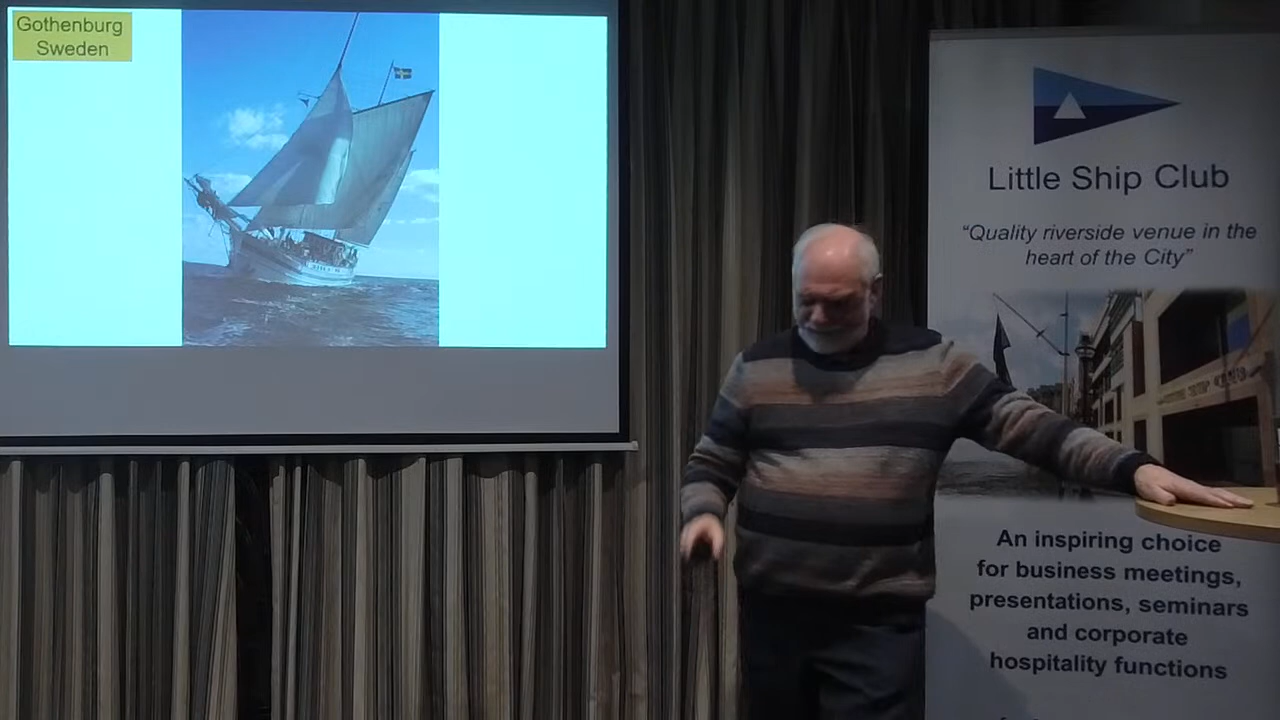 Gothenburg
Sweden
Little Ship Club
“Quality riverside venue in the
heart of the City”
An inspiring choice
for business meetings,
presentations, seminars
and corporate
hospitality functions